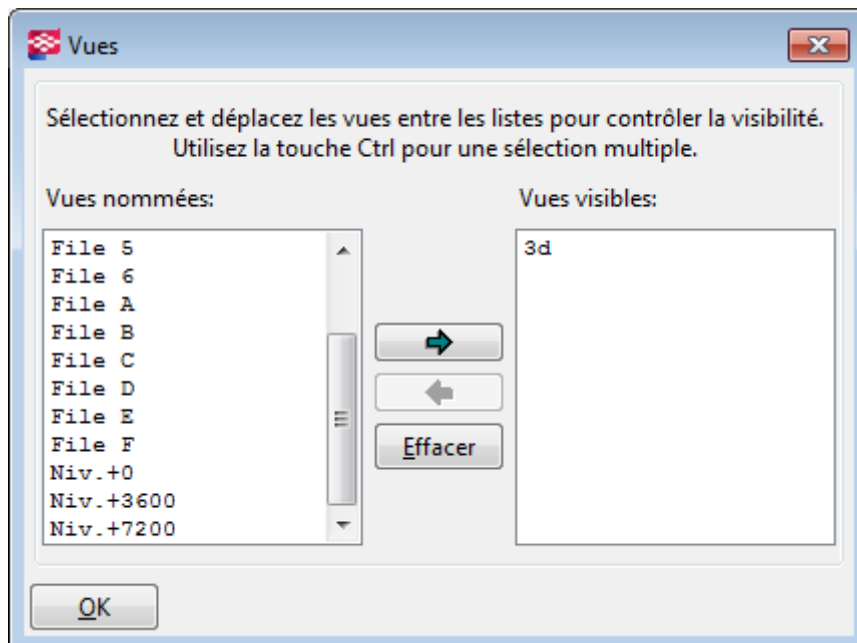 Vues
Sélectionnez et déplacez les vues entre les listes pour contrôler la visibilité.
Utilisez la touche Ctrl pour une sélection multiple.
Vues nommées:
File 5
File 6
File A
File B
File C
File D
File E
File F
Niv.+0
Niv.+3600
Niv.+7200
Effacer
Vues visibles:
3d
OK